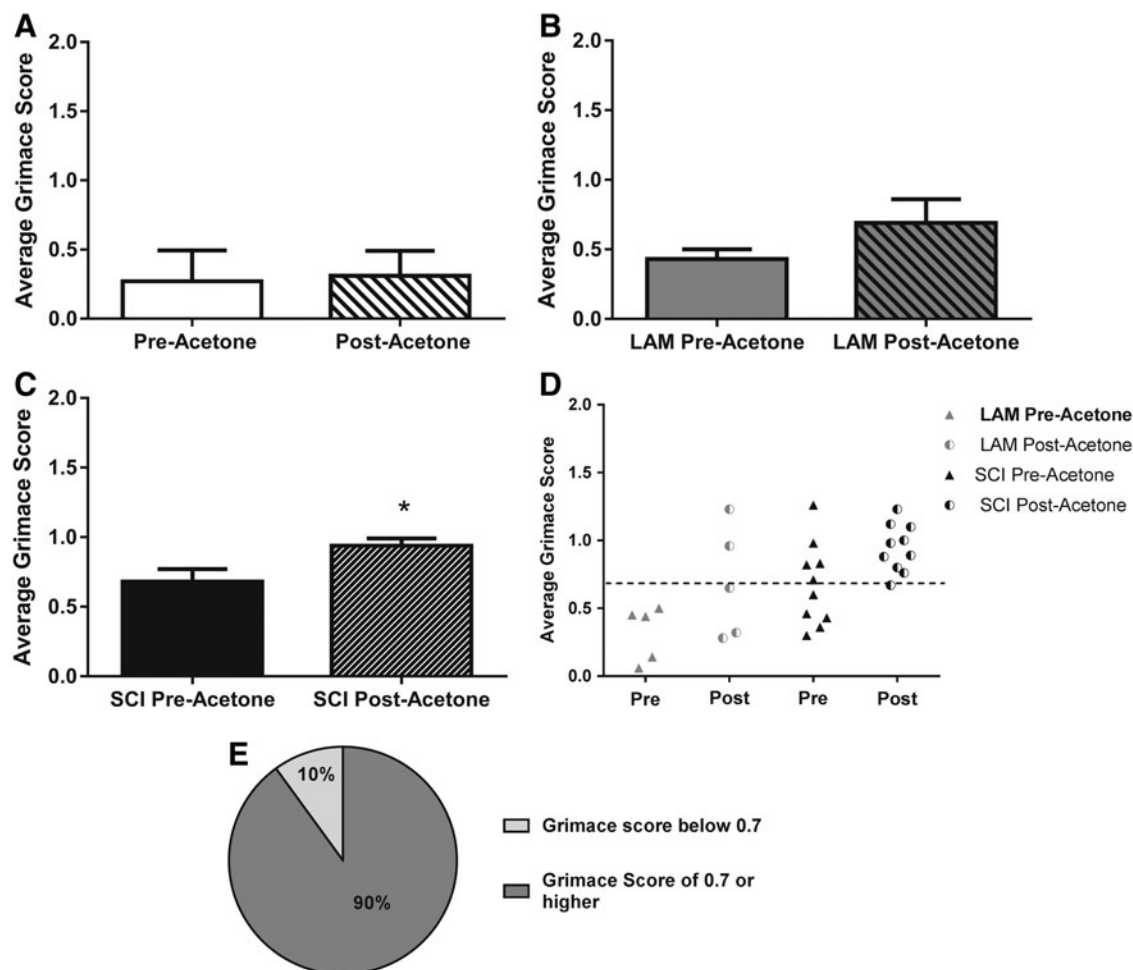 A
Average Grimace Score
2.0
1.5
1.0
0.5
0.0
Pre-Acetone
Post-Acetone
B
Average Grimace Score
2.0
1.5
1.0
0.5
0.0
LAM Pre-Acetone
LAM Post-Acetone
C
Average Grimace Score
2.0
1.5
1.0
0.5
0.0
*
SCI Pre-Acetone
SCI Post-Acetone
D
Average Grimace Score
2.0
1.5
1.0
0.5
0.0
Pre
Post
Pre
Post
LAM Pre-Acetone
LAM Post-Acetone
SCI Pre-Acetone
SCI Post-Acetone
E
10%
90%
Grimace score below 0.7
Grimace Score of 0.7 or
higher